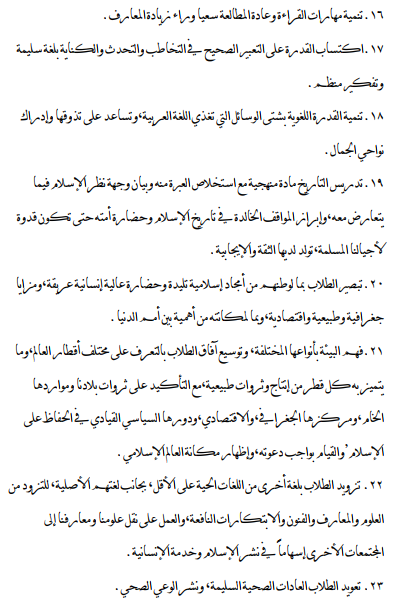 ١٦. تنمية مهارات القراءة وعادة المطالعة سعيا وراء زيادة المعارف .
١٧. اكتساب القدرة على التعبير الصحيح في التخاطب والتحدث والكتابة بلغة سليمة
وتفكير منظم .
١٨. تنمية القدرة اللغوية بشتى الوسائل التي تغذي اللغة العربية، وتساعد على تذوقها وإدراك
نواحي الجمال .
١٩. تدريس التاريخ مادة منهجية مع استخلاص العبرة منه وبيان وجهة نظر الإسلام فيما
يتعارض معه، وإبراز المواقف الخالدة في تاريخ الإسلام وحضارة أمته حتى تكون قدوة
لأجيالنا المسلمة، تولد لديها الثقة والإيجابية .
٢٠. تبصير الطلاب بما لوطنهم من أمجاد إسلامية تليدة وحضارة عالية إنسانية عريقة، ومزايا
جغرافية وطبيعية واقتصادية، وبما لمكانته من أهمية بين أمم الدنيا .
٢١. فهم البيئة بأنواعها المختلفة، وتوسيع آفاق الطلاب بالتعرف على مختلف أقطار العالم، وما
يتميز به كل قطر من إنتاج وثروات طبيعية، مع التأكيد على ثروات بلادنا ومواردها
الخام، ومركزها الجغرافي، والاقتصادي، ودورها السياسي القيادي في الحفاظ على
الإسلام' والقيام بواجب دعوته، وإظهار مكانة العالم الإسلامي .
٢٢. تزويد الطلاب بلغة أخرى من اللغات الحية على الأقل، بجانب لغتهم الأصلية، للتزود من
العلوم والمعارف والفنون والابتكارات النافعة، والعمل على نقل علومنا ومعارفنا إلى
المجتمعات الأخرى إسهاماً في نشر الإسلام وخدمة الإنسانية .
٢٣. تعويد الطلاب العادات الصحية السليمة، ونشر الوعي الصحي .